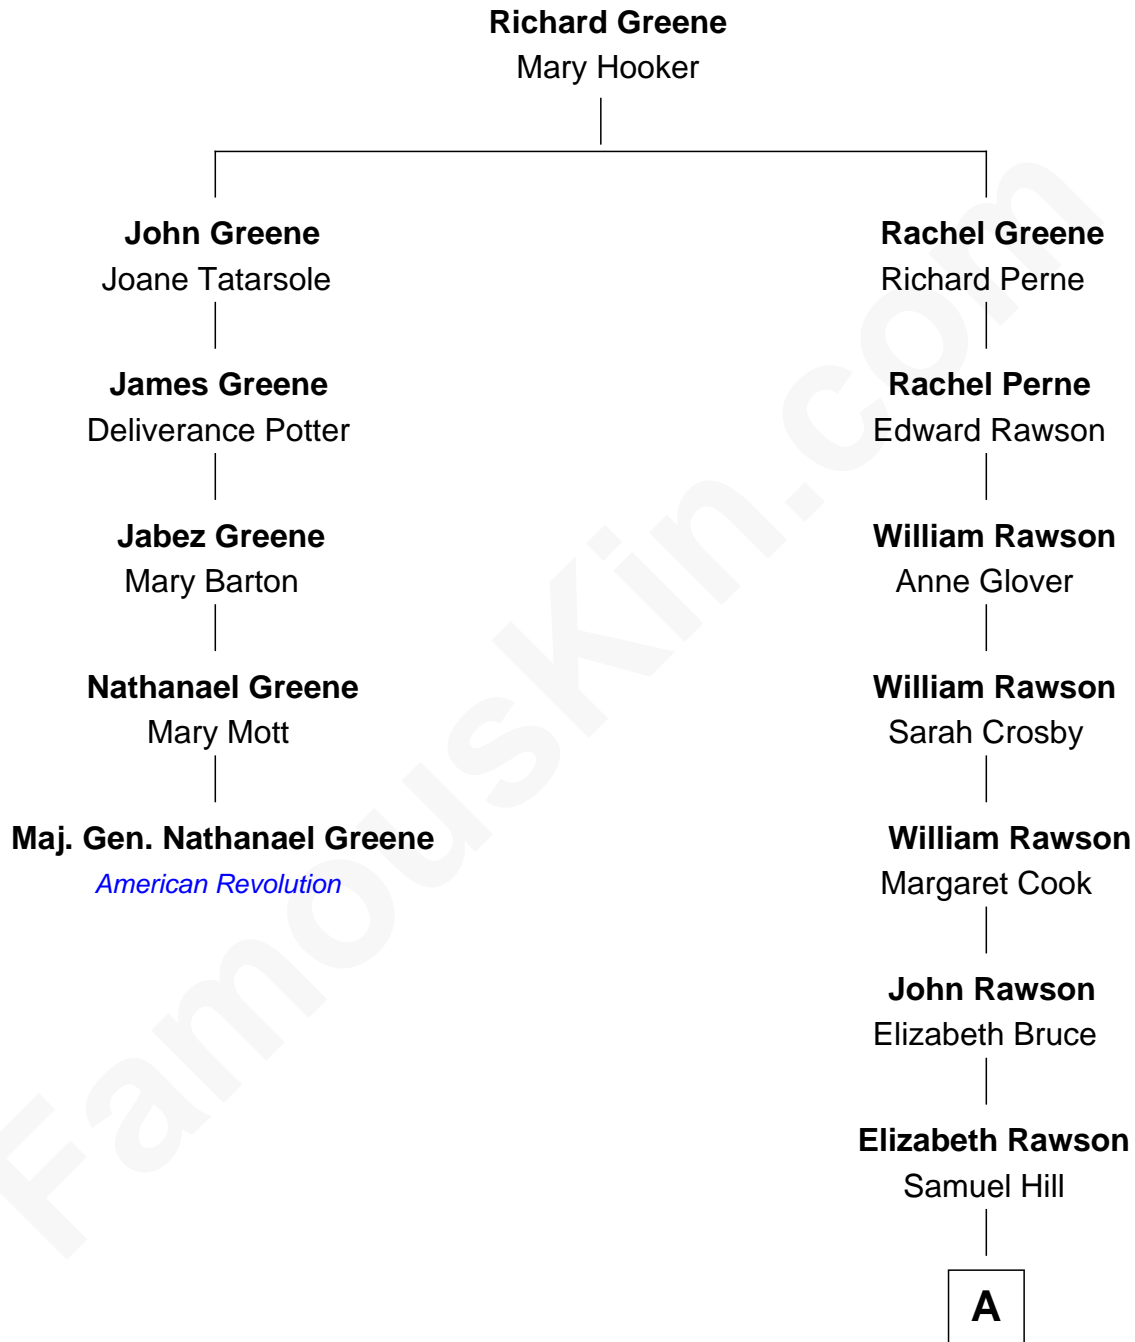 Richard Greene
Mary Hooker
John Greene
Joane Tatarsole
Rachel Greene
Richard Perne
James Greene
Deliverance Potter
Rachel Perne
Edward Rawson
Jabez Greene
Mary Barton
William Rawson
Anne Glover
Nathanael Greene
Mary Mott
William Rawson
Sarah Crosby
Maj. Gen. Nathanael Greene
American Revolution
William Rawson
Margaret Cook
John Rawson
Elizabeth Bruce
Elizabeth Rawson
Samuel Hill
A
FamousKin.com